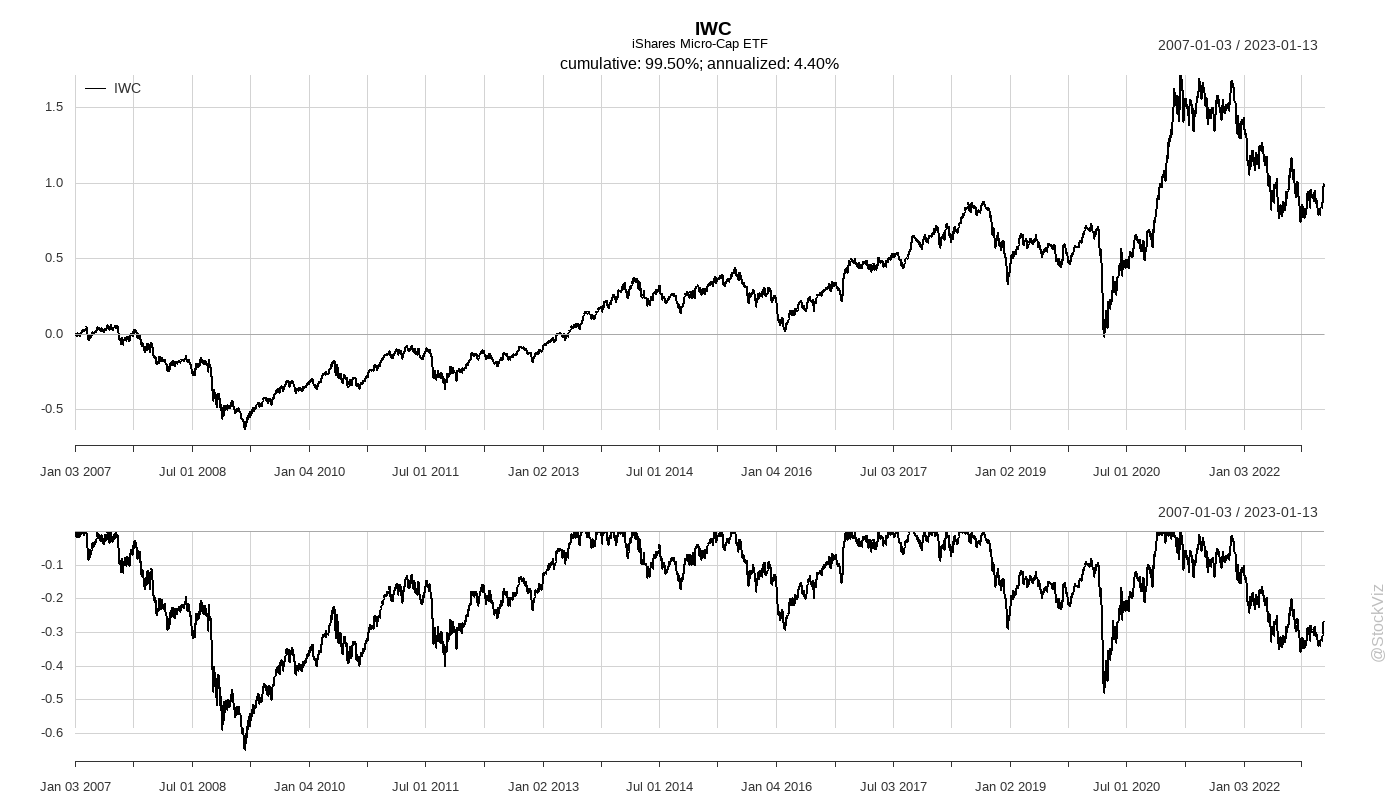 IWC
iShares Micro-Cap ETF
2007-01-03 / 2023-01-13
cumulative: 99.50%; annualized: 4.40%
IWC
1.5
1.0
0.5
0.0
-0.5
Jan 03 2007 Jul 01 2008 Jan 04 2010 Jul 01 2011 Jan 02 2013 Jul 01 2014 Jan 04 2016 Jul 03 2017 Jan 02 2019 Jul 01 2020 Jan 03 2022
2007-01-03 / 2023-01-13
-0.1
-0.2
-0.3
-0.4
-0.5
-0.6
Jan 03 2007 Jul 01 2008 Jan 04 2010 Jul 01 2011 Jan 02 2013 Jul 01 2014 Jan 04 2016 Jul 03 2017 Jan 02 2019 Jul 01 2020 Jan 03 2022
@StockViz